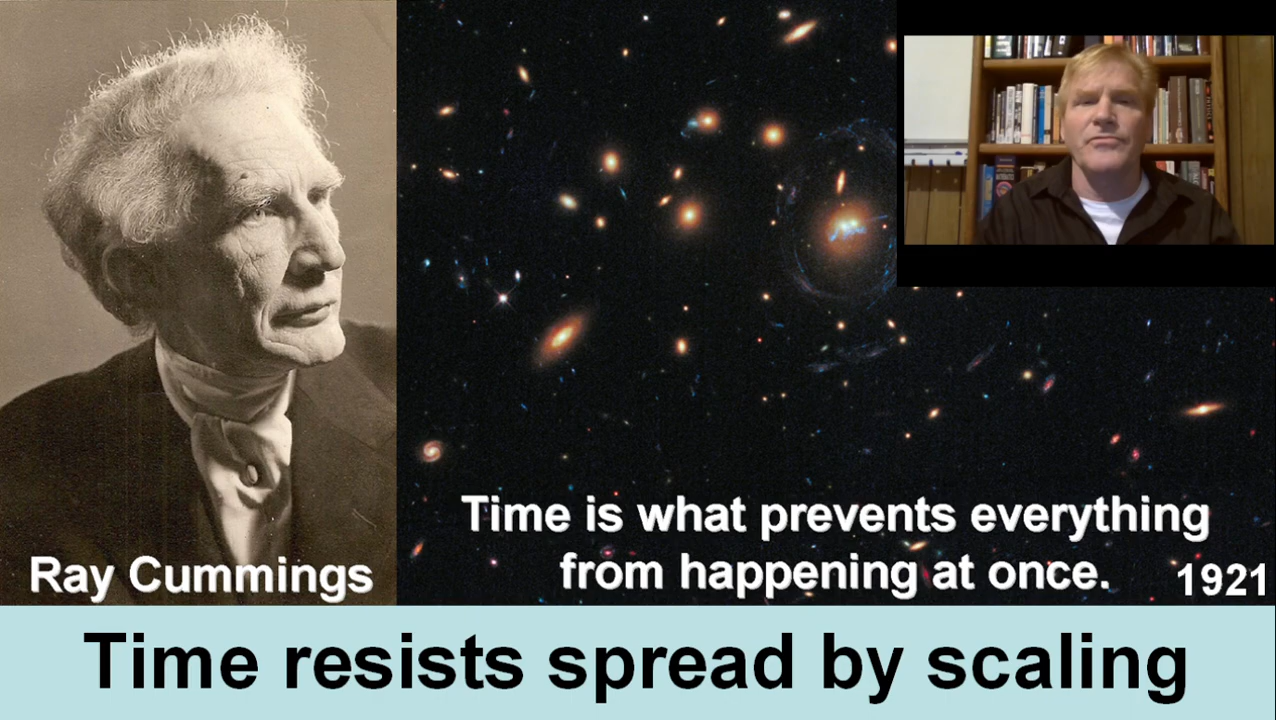 Ray Cummings
Time is what prevents everything
from happening at once.
1921
Time resists spread by scaling